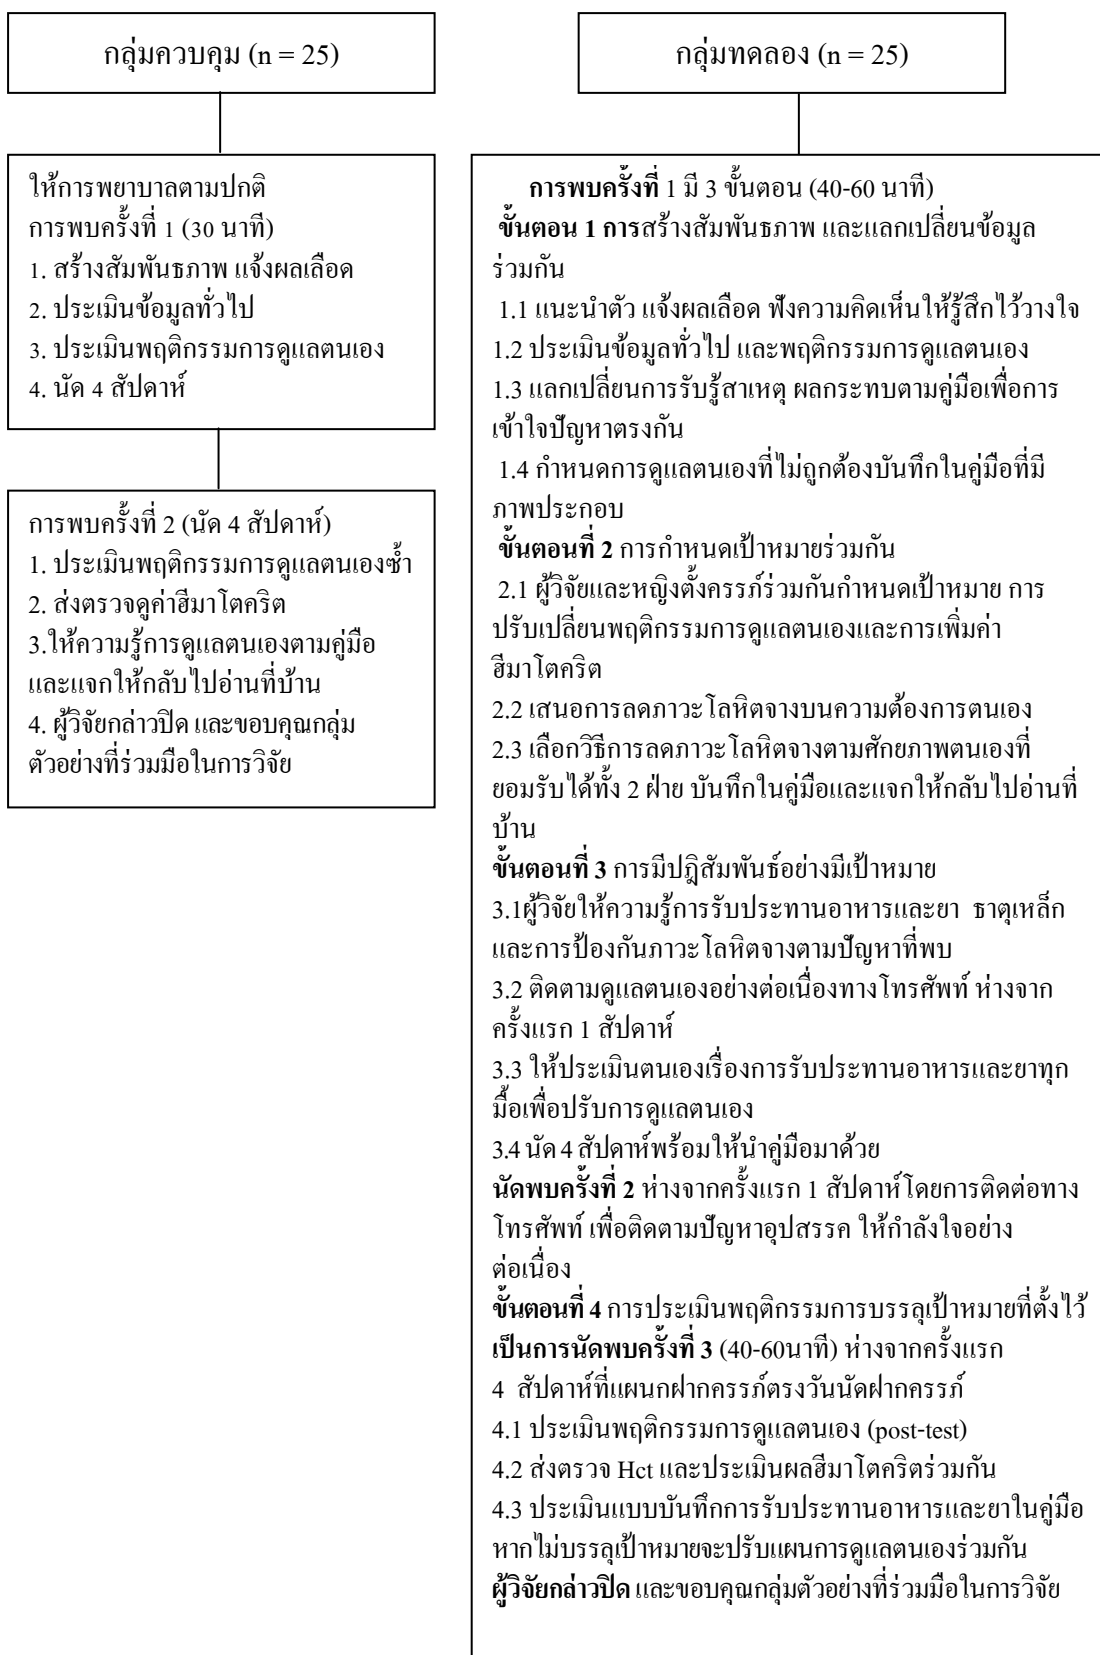 กลุ่มควบคุม (n = 25)
ให้การพยาบาลตามปกติ
การพบครั้งที่ 1 (30 นาที)
1. สร้างสัมพันธภาพ แจ้งผลเลือด
2. ประเมินข้อมูลทั่วไป
3. ประเมินพฤติกรรมการดูแลตนเอง
4. นัด 4 สัปดาห์
การพบครั้งที่ 2 (นัด 4 สัปดาห์)
1. ประเมินพฤติกรรมการดูแลตนเองซ้ำ
2. ส่งตรวจดูค่าฮีมาโตคริต
3.ให้ความรู้การดูแลตนเองตามคู่มือ
และแจกให้กลับไปอ่านที่บ้าน
4. ผู้วิจัยกล่าวปิด และขอบคุณกลุ่ม
ตัวอย่างที่ร่วมมือในการวิจัย
กลุ่มทดลอง (n = 25)
การพบครั้งที่ 1 มี 3 ขั้นตอน (40-60 นาที)
ขั้นตอน 1 การสร้างสัมพันธภาพ และแลกเปลี่ยนข้อมูล
ร่วมกัน
1.1 แนะนำตัว แจ้งผลเลือด ฟังความคิดเห็นให้รู้สึกไว้วางใจ
1.2 ประเมินข้อมูลทั่วไป และพฤติกรรมการดูแลตนเอง
1.3 แลกเปลี่ยนการรับรู้สาเหตุ ผลกระทบตามคู่มือเพื่อการ
เข้าใจปัญหาตรงกัน
1.4 กำหนดการดูแลตนเองที่ไม่ถูกต้องบันทึกในคู่มือที่มี
ภาพประกอบ
ขั้นตอนที่ 2 การกำหนดเป้าหมายร่วมกัน
2.1 ผู้วิจัยและหญิงตั้งครรภ์ร่วมกันกำหนดเป้าหมาย การ
ปรับเปลี่ยนพฤติกรรมการดูแลตนเองและการเพิ่มค่า
ฮีมาโตคริต
2.2 เสนอการลดภาวะโลหิตจางบนความต้องการตนเอง
2.3 เลือกวิธีการลดภาวะโลหิตจางตามศักยภาพตนเองที่
ยอมรับได้ทั้ง 2 ฝ่าย บันทึกในคู่มือและแจกให้กลับไปอ่านที่
บ้าน
ขั้นตอนที่ 3 การมีปฎิสัมพันธ์อย่างมีเป้าหมาย
3.1ผู้วิจัยให้ความรู้การรับประทานอาหารและยา ธาตุเหล็ก
และการป้องกันภาวะโลหิตจางตามปัญหาที่พบ
3.2 ติดตามดูแลตนเองอย่างต่อเนื่องทางโทรศัพท์ ห่างจาก
ครั้งแรก 1 สัปดาห์
3.3 ให้ประเมินตนเองเรื่องการรับประทานอาหารและยาทุก
มื้อเพื่อปรับการดูแลตนเอง
3.4 นัด 4 สัปดาห์พร้อมให้นำคู่มือมาด้วย
นัดพบครั้งที่ 2 ห่างจากครั้งแรก 1 สัปดาห์โดยการติดต่อทาง
โทรศัพท์ เพื่อติดตามปัญหาอุปสรรค ให้กำลังใจอย่าง
ต่อเนื่อง
ขั้นตอนที่ 4 การประเมินพฤติกรรมการบรรลุเป้าหมายที่ตั้งไว้
เป็นการนัดพบครั้งที่ 3 (40-60นาที) ห่างจากครั้งแรก
4 สัปดาห์ที่แผนกฝากครรภ์ตรงวันนัดฝากครรภ์
4.1 ประเมินพฤติกรรมการดูแลตนเอง (post-test)
4.2 ส่งตรวจ Hct และประเมินผลฮีมาโตคริตร่วมกัน
4.3 ประเมินแบบบันทึกการรับประทานอาหารและยาในคู่มือ
หากไม่บรรลุเป้าหมายจะปรับแผนการดูแลตนเองร่วมกัน
ผู้วิจัยกล่าวปิด และขอบคุณกลุ่มตัวอย่างที่ร่วมมือในการวิจัย